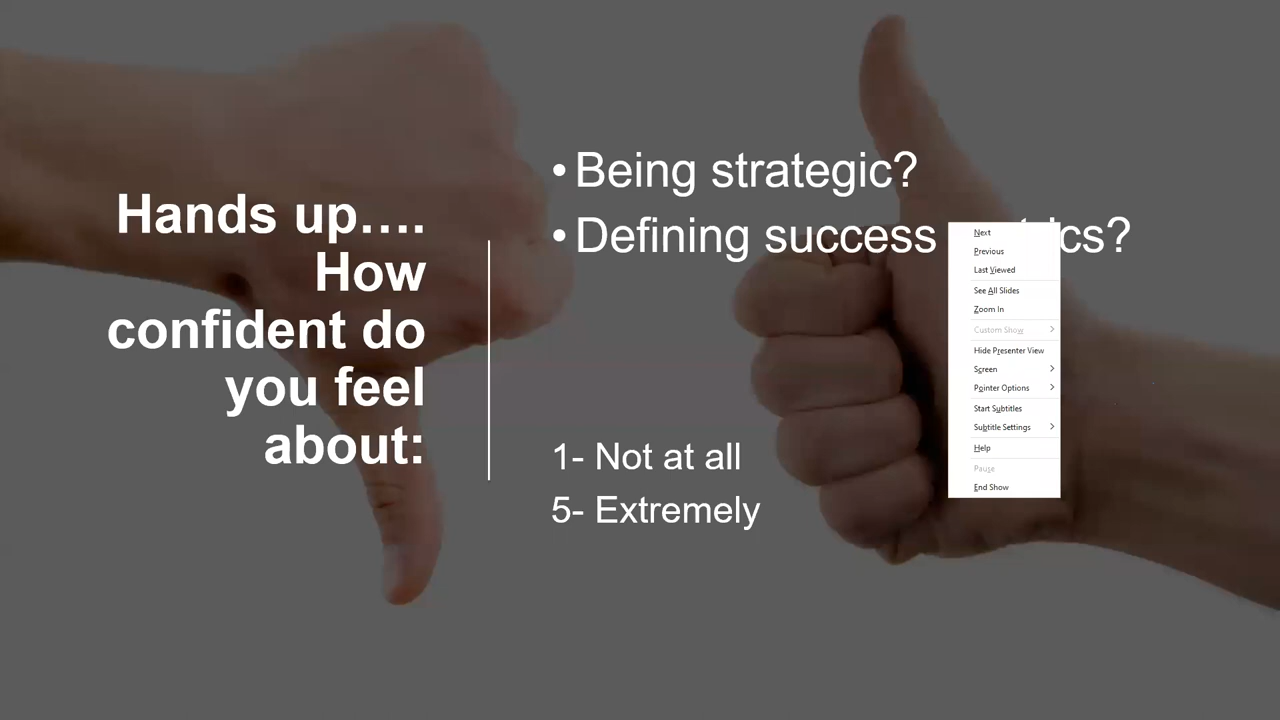 Hands up….
How
confident do
you feel
about:
• Being strategic?
• Defining success cs?
1- Not at all
5- Extremely
Next
Previous
Last Viewed
See All Slides
Zoom In
Custom Show
Hide Presenter View
Screen
Pointer Options
Start Subtitles
Subtitle Settings
Help
Pause
End Show